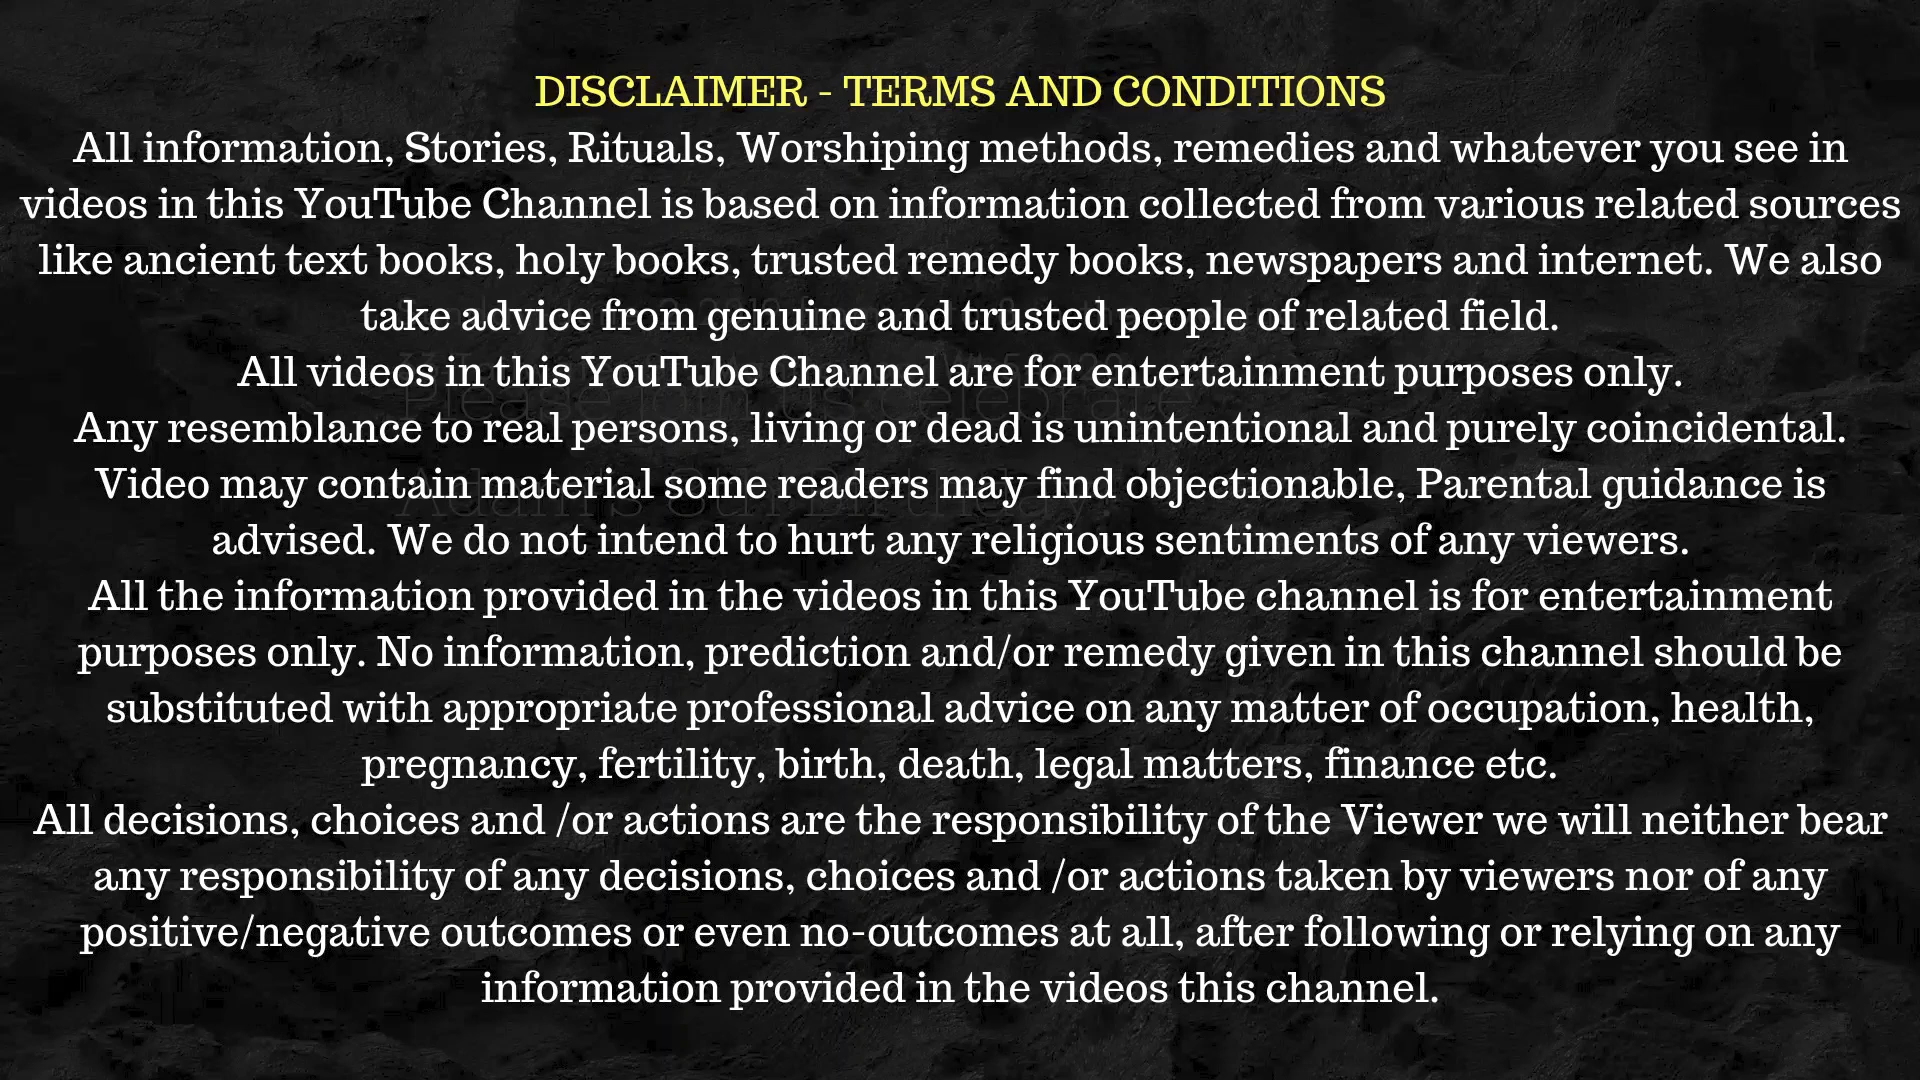 DISCLAIMER - TERMS AND CONDITIONS
All information, Stories, Rituals, Worshiping methods, remedies and whatever you see in
videos in this YouTube Channel is based on information collected from various related sources
like ancient text books, holy books, trusted remedy books, newspapers and internet. We also
take advice from genuine and trusted people of related field.
All videos in this YouTube Channel are for entertainment purposes only.
Please join us celebrate
Any resemblance to real persons, living or dead is unintentional and purely coincidental.
Video may contain material some readers may find objectionable, Parental guidance is
Adam's 8th Birthday!
advised. We do not intend to hurt any religious sentiments of any viewers.
All the information provided in the videos in this YouTube channel is for entertainment
purposes only. No information, prediction and/or remedy given in this channel should be
substituted with appropriate professional advice on any matter of occupation, health,
pregnancy, fertility, birth, death, legal matters, finance etc.
All decisions, choices and /or actions are the responsibility of the Viewer we will neither bear
any responsibility of any decisions, choices and /or actions taken by viewers nor of any
positive/negative outcomes or even no-outcomes at all, after following or relying on any
information provided in the videos this channel.